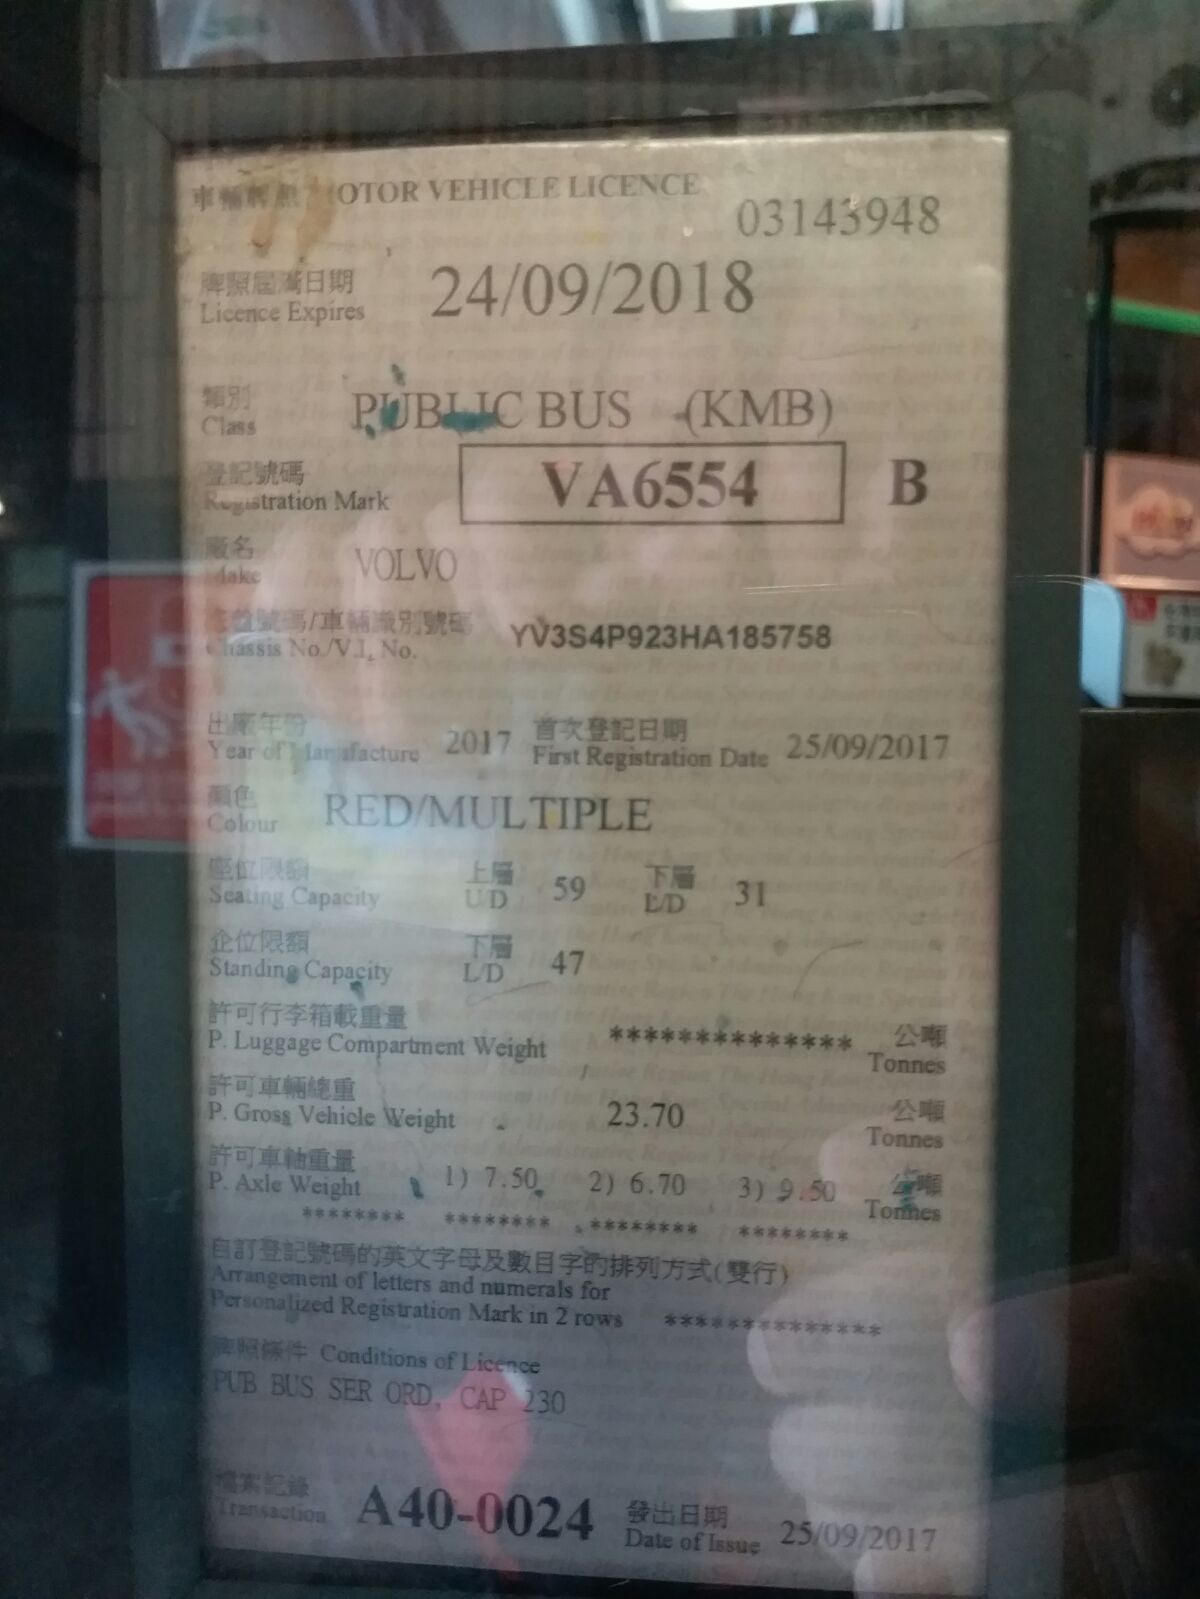 車輛牌照 MOTOR VEHICLE LICENCE
03143948
牌照屆滿日期
Licence Expires
24/09/2018
類別
Class
PUBLIC BUS (KMB)
登記號碼
Registration Mark
VA6554 B
廠名
Make
VOLVO
底盤號碼/車輛識別號碼
Chassis No./V.I. No.
YV3S4P923HA185758
出廠年份
Year of Manufacture 2017
首次登記日期
First Registration Date 25/09/2017
顏色
Colour
RED/MULTIPLE
座位限額
Seating Capacity
上層
U/D 59
下層
L/D 31
企位限額
Standing Capacity
下層
L/D 47
許可行李箱載重量
P. Luggage Compartment Weight
**************
公噸
Tonnes
許可車輛總重
P. Gross Vehicle Weight
23.70
公噸
Tonnes
許可車軸重量
P. Axle Weight
1) 7.50 2) 6.70 3) 9.50
公噸
Tonnes
******** ******** ******** ********
自訂登記號碼的英文字母及數目字的排列方式(雙行)
Arrangement of letters and numerals for
Personalized Registration Mark in 2 rows **************
牌照條件 Conditions of Licence
PUB BUS SER ORD, CAP 230
檔案記錄
Transaction
A40-0024
發出日期
Date of Issue 25/09/2017